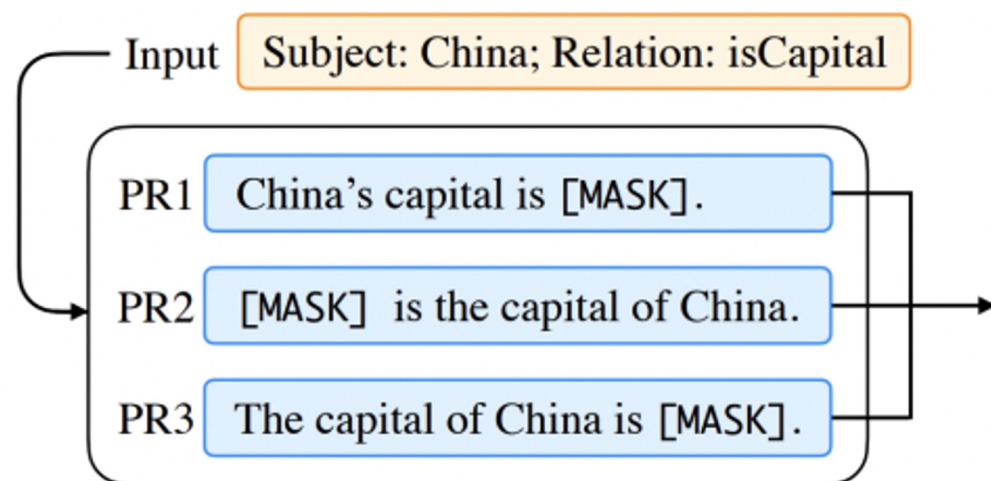 Input Subject: China; Relation: isCapital
PR1 China’s capital is [MASK].
PR2 [MASK] is the capital of China.
PR3 The capital of China is [MASK].